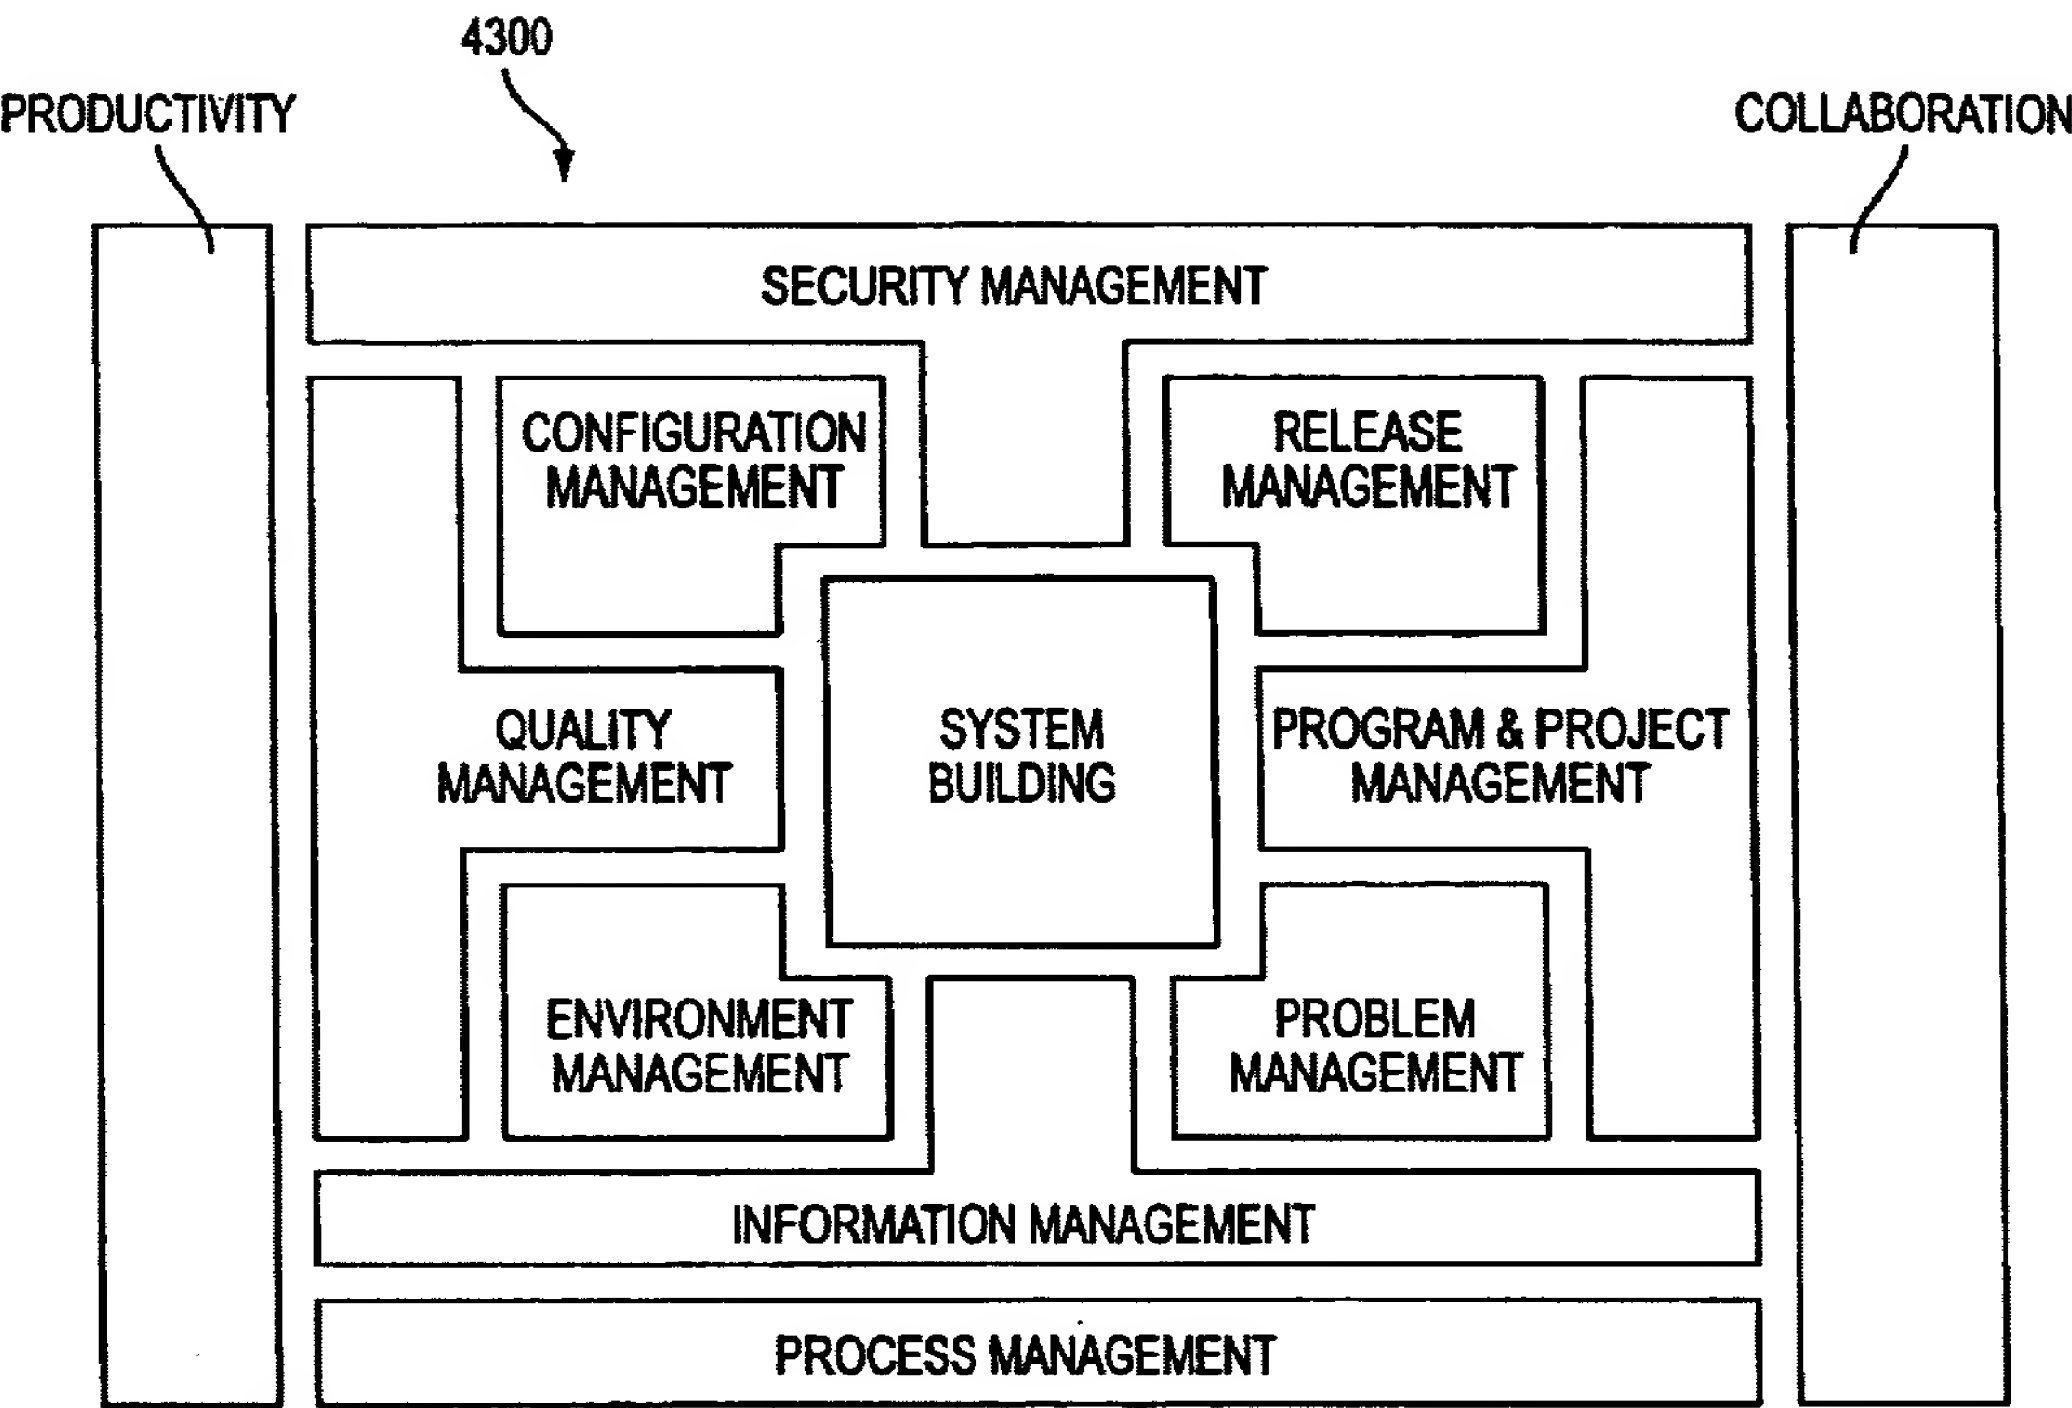 4300
PRODUCTIVITY
COLLABORATION
SECURITY MANAGEMENT
CONFIGURATION
MANAGEMENT
RELEASE
MANAGEMENT
QUALITY
MANAGEMENT
SYSTEM
BUILDING
PROGRAM & PROJECT
MANAGEMENT
ENVIRONMENT
MANAGEMENT
PROBLEM
MANAGEMENT
INFORMATION MANAGEMENT
PROCESS MANAGEMENT